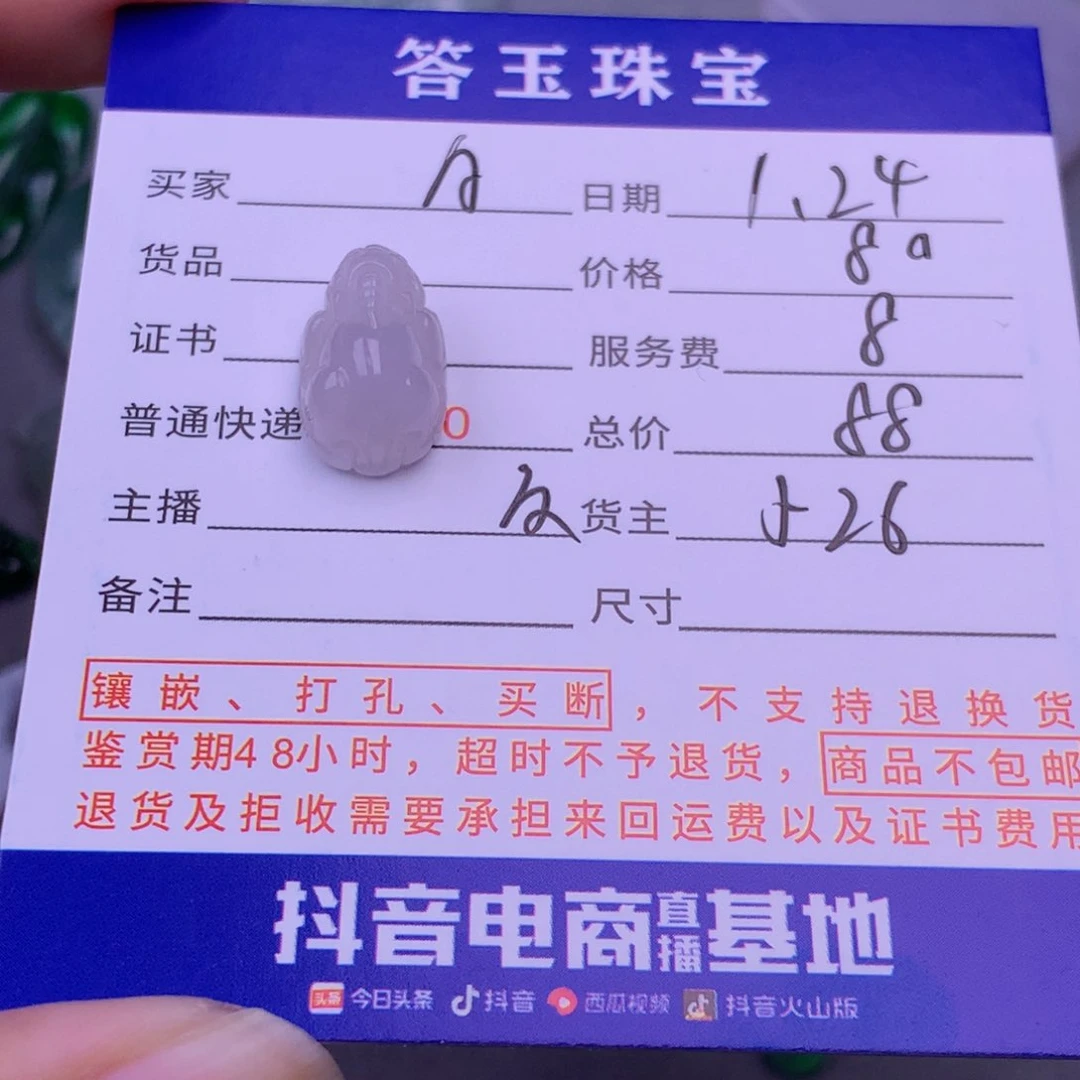 答玉珠宝
买家 日期 1、24
货品 价格 80
证书 服务费 8
普通快递 0 总价 88
主播 货主 26
备注 尺寸
镶嵌、打孔、买断，不支持退换货
鉴赏期48小时，超时不予退货，商品不包邮
退货及拒收需要承担来回运费以及证书费用
抖音电商直播基地
头条 今日头条 抖音 西瓜视频 抖音火山版